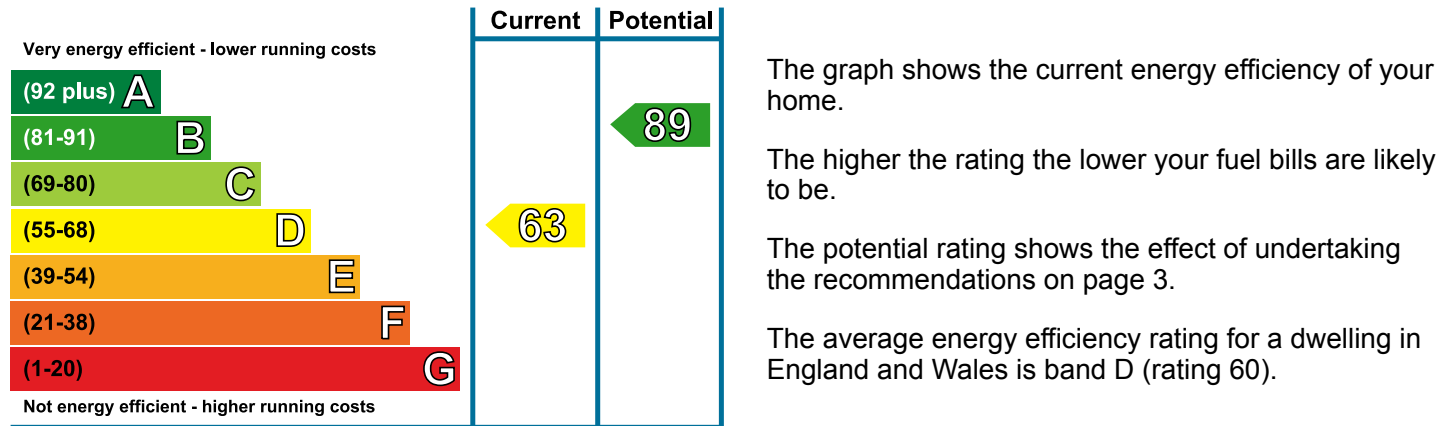 Current Potential
Very energy efficient - lower running costs
(92 plus) A
(81-91) B
89
(69-80) C
(55-68) D
63
(39-54) E
(21-38) F
(1-20) G
Not energy efficient - higher running costs
The graph shows the current energy efficiency of your
home.
The higher the rating the lower your fuel bills are likely
to be.
The potential rating shows the effect of undertaking
the recommendations on page 3.
The average energy efficiency rating for a dwelling in
England and Wales is band D (rating 60).